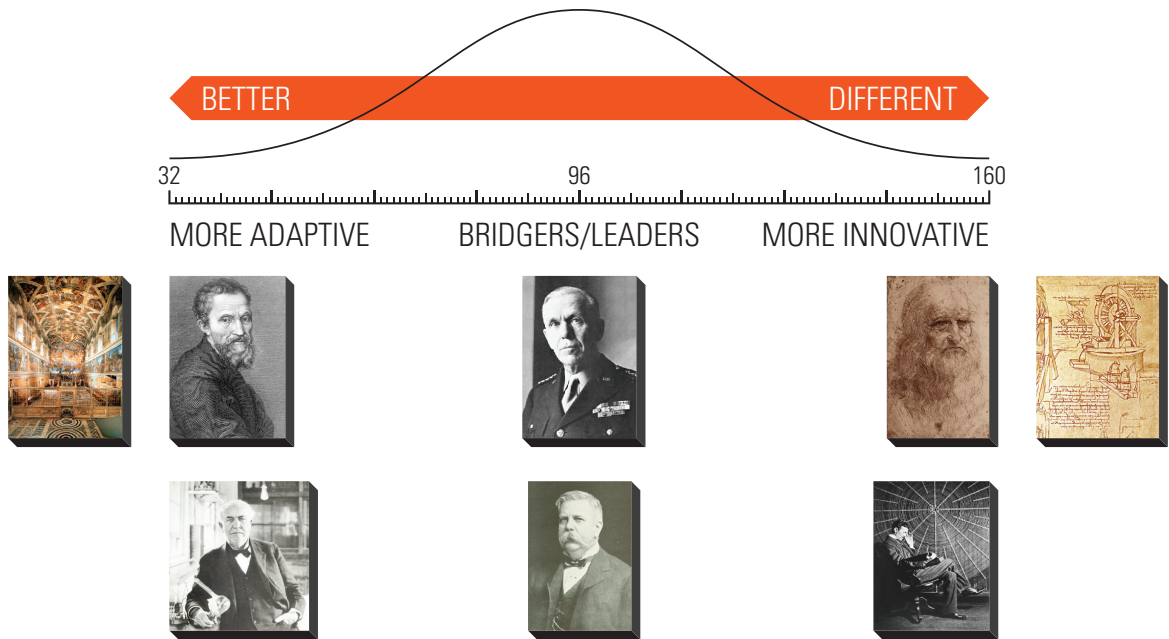 BETTER DIFFERENT
32 96 160
MORE ADAPTIVE BRIDGERS/LEADERS MORE INNOVATIVE